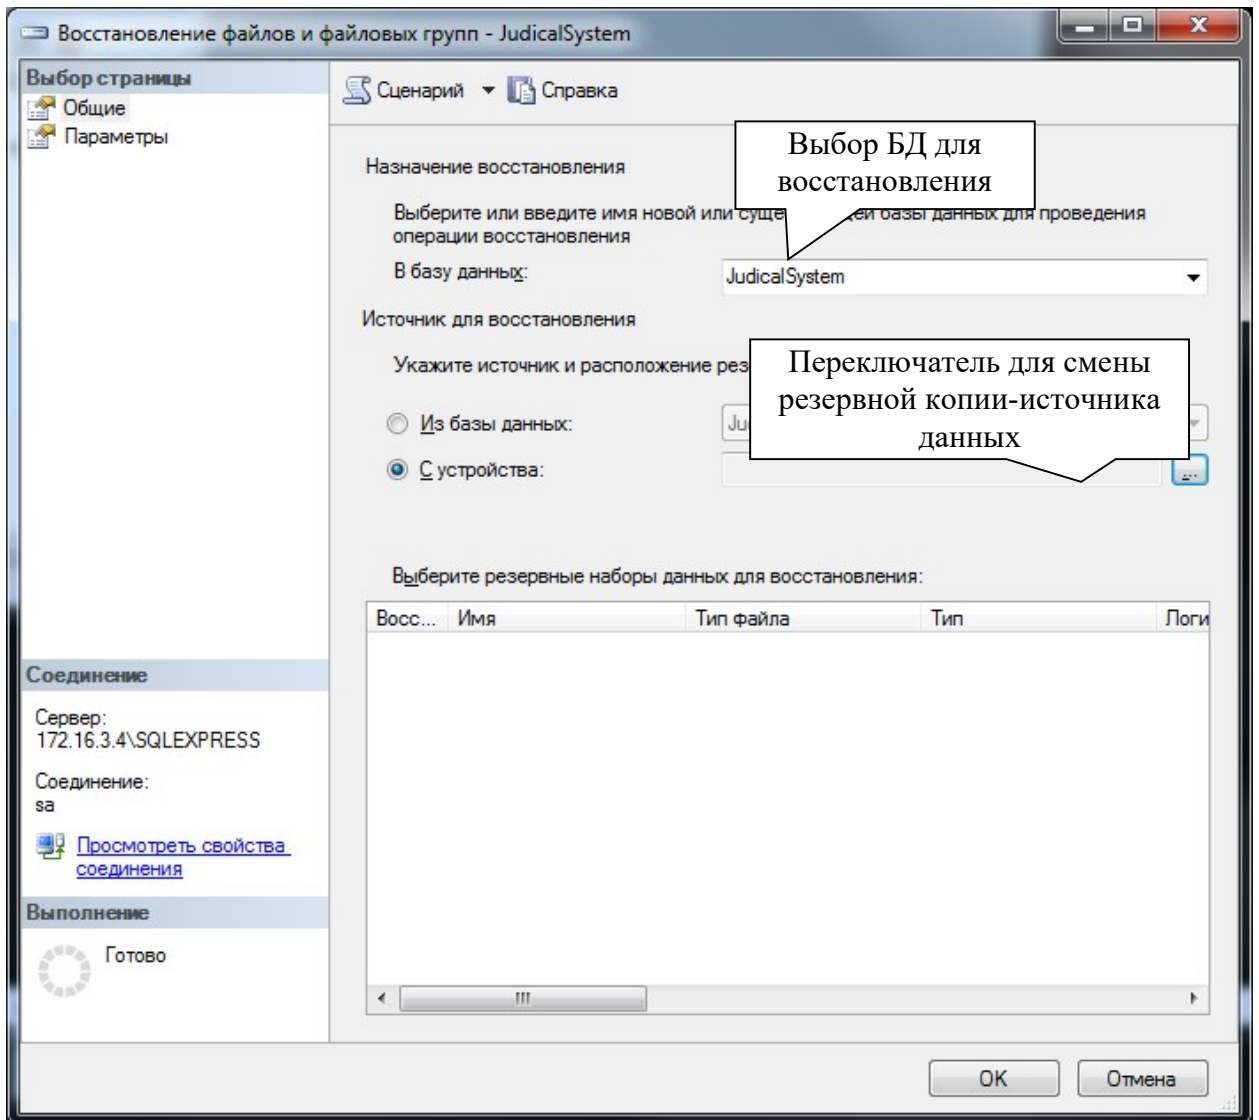 Восстановление файлов и файловых групп - JudicalSystem
Выбор страницы
Общие
Параметры
Сценарий
Справка
Выбор БД для
восстановления
Назначение восстановления
Выберите или введите имя новой или базы данных для проведения
операции восстановления
В базу данных:
JudicalSystem
Источник для восстановления
Укажите источник и расположение
Переключатель для смены
резервной копии-источника
данных
Из базы данных:
С устройства:
...
Выберите резервные наборы данных для восстановления:
Восс... Имя Тип файла Тип Логи
Соединение
Сервер:
172.16.3.4\SQLEXPRESS
Соединение:
sa
Просмотреть свойства
соединения
Выполнение
Готово
OK
Отмена